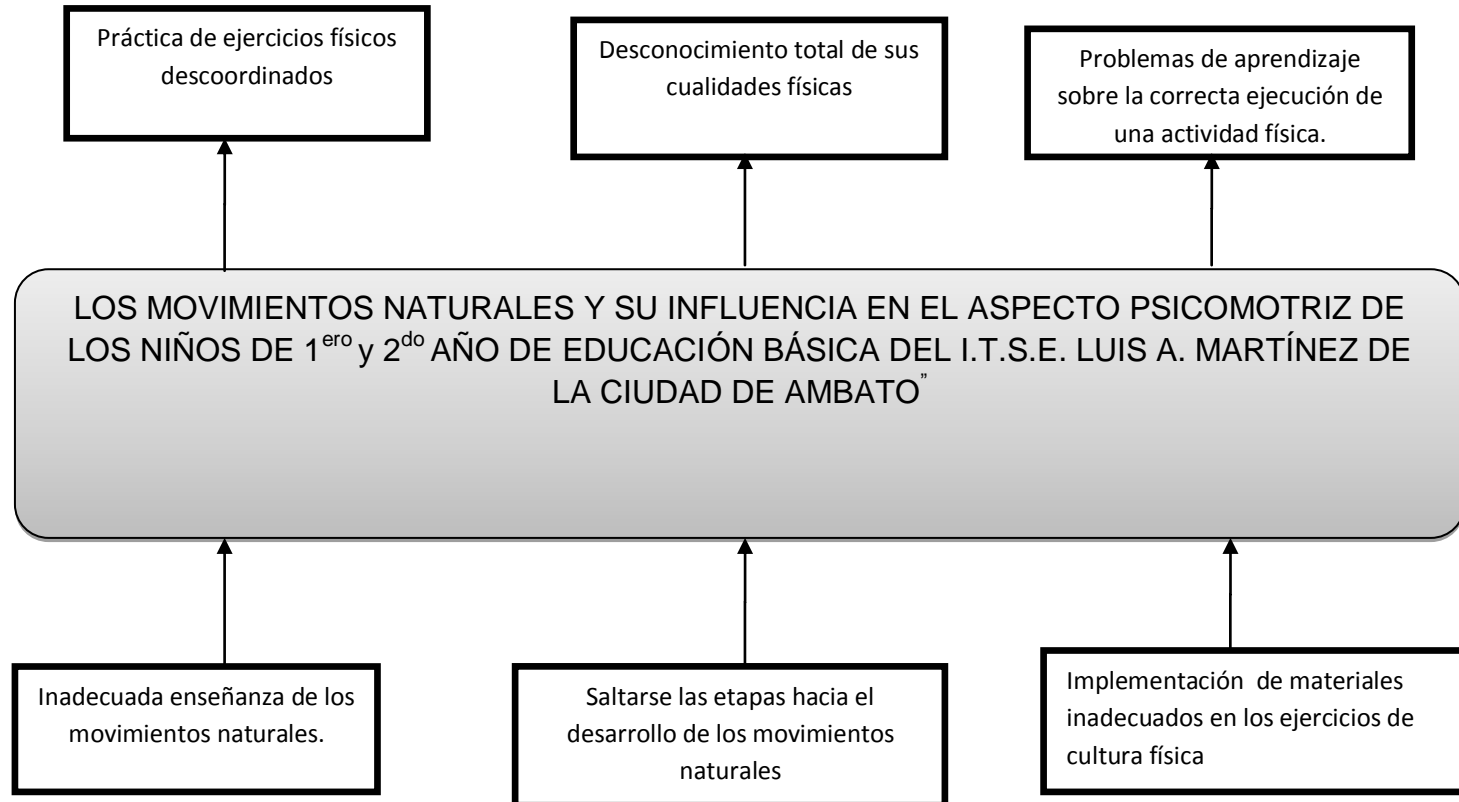 Práctica de ejercicios físicos
descoordinados
Desconocimiento total de sus
cualidades físicas
Problemas de aprendizaje
sobre la correcta ejecución de
una actividad física.
LOS MOVIMIENTOS NATURALES Y SU INFLUENCIA EN EL ASPECTO PSICOMOTRIZ DE
LOS NIÑOS DE 1ero y 2do AÑO DE EDUCACIÓN BÁSICA DEL I.T.S.E. LUIS A. MARTÍNEZ DE
LA CIUDAD DE AMBATO”
Inadecuada enseñanza de los
movimientos naturales.
Saltarse las etapas hacia el
desarrollo de los movimientos
naturales
Implementación de materiales
inadecuados en los ejercicios de
cultura física